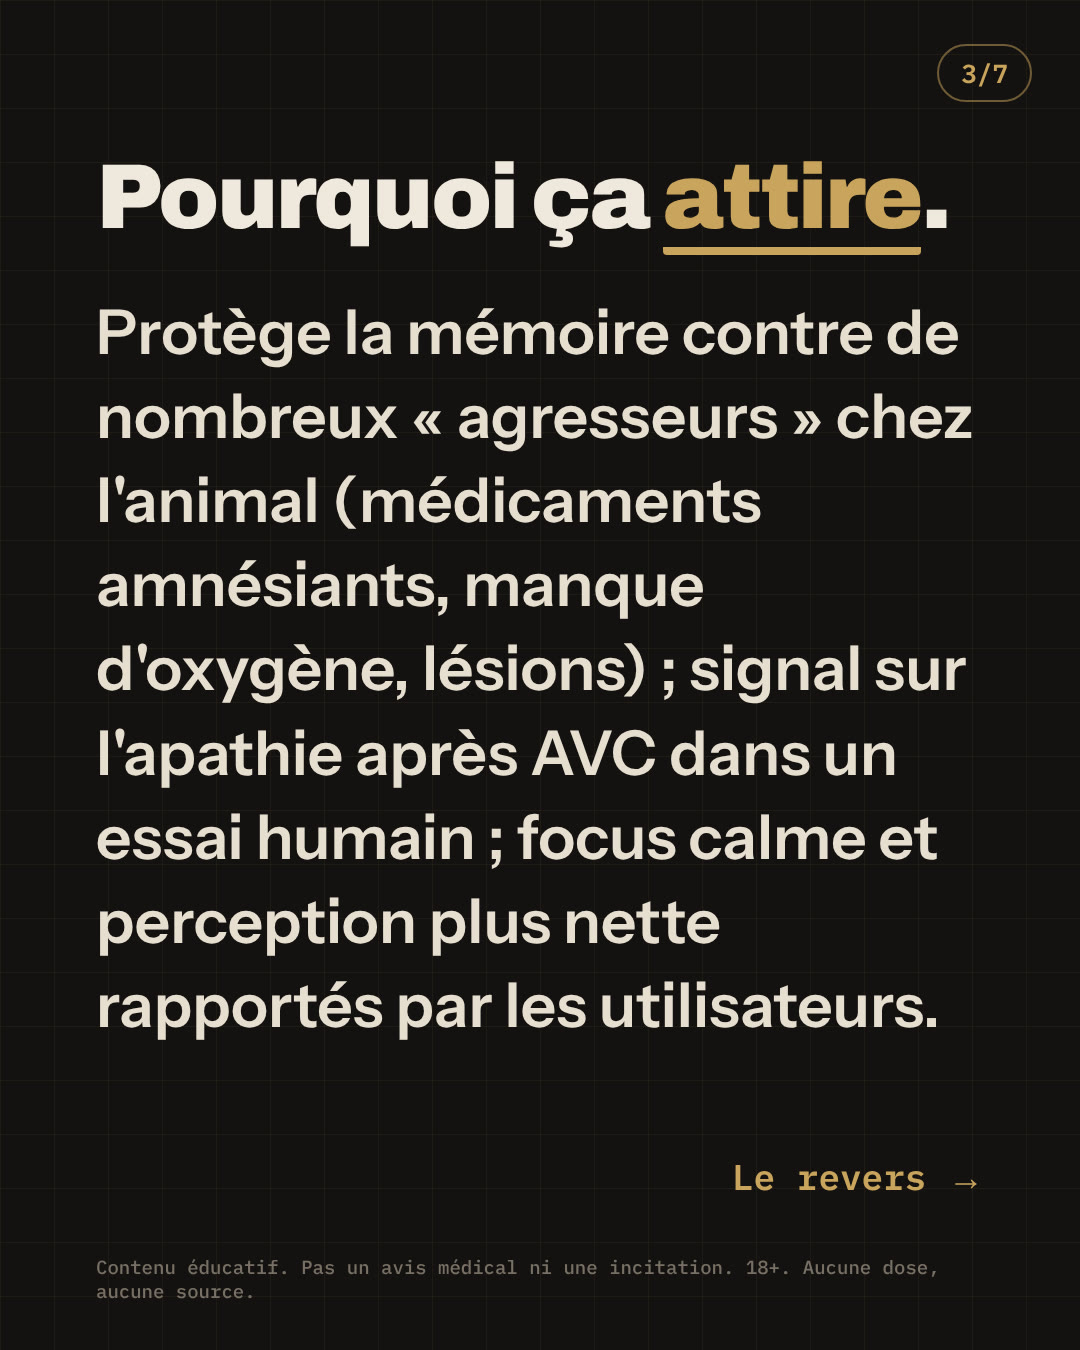 3/7
Pourquoi ça attire.
Protège la mémoire contre de
nombreux « agresseurs » chez
l'animal (médicaments
amnésiants, manque
d'oxygène, lésions) ; signal sur
l'apathie après AVC dans un
essai humain ; focus calme et
perception plus nette
rapportés par les utilisateurs.
Le revers →
Contenu éducatif. Pas un avis médical ni une incitation. 18+. Aucune dose,
aucune source.